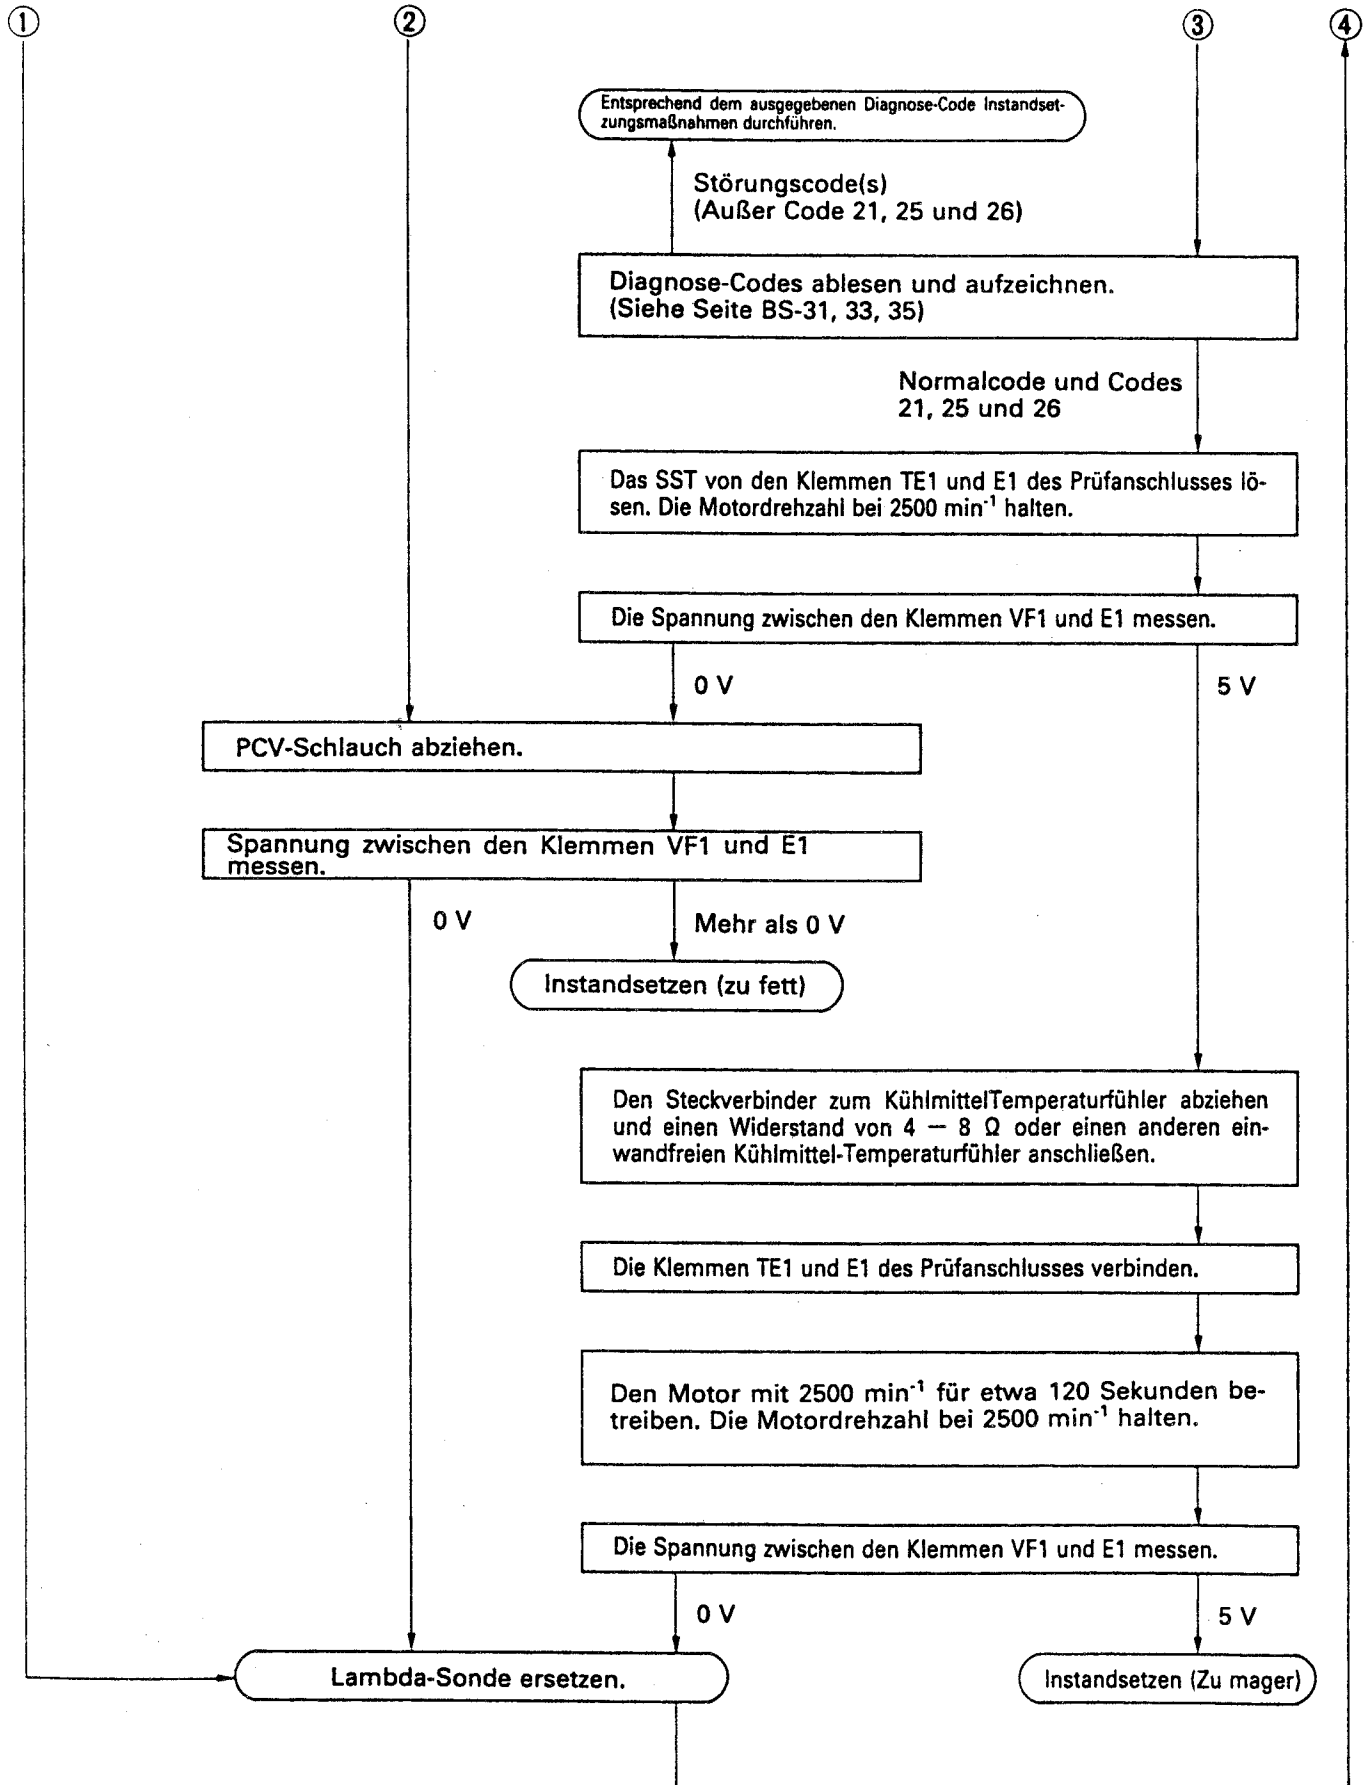 1
2
3
4
Entsprechend dem ausgegebenen Diagnose-Code Instandset-
zungsmaßnahmen durchführen.
Störungscode(s)
(Außer Code 21, 25 und 26)
Diagnose-Codes ablesen und aufzeichnen.
(Siehe Seite BS-31, 33, 35)
Normalcode und Codes
21, 25 und 26
Das SST von den Klemmen TE1 und E1 des Prüfanschlusses lö-
sen. Die Motordrehzahl bei 2500 min⁻¹ halten.
Die Spannung zwischen den Klemmen VF1 und E1 messen.
0 V
5 V
PCV-Schlauch abziehen.
Spannung zwischen den Klemmen VF1 und E1
messen.
0 V
Mehr als 0 V
Instandsetzen (zu fett)
Den Steckverbinder zum KühlmittelTemperaturfühler abziehen
und einen Widerstand von 4 — 8 Ω oder einen anderen ein-
wandfreien Kühlmittel-Temperaturfühler anschließen.
Die Klemmen TE1 und E1 des Prüfanschlusses verbinden.
Den Motor mit 2500 min⁻¹ für etwa 120 Sekunden be-
treiben. Die Motordrehzahl bei 2500 min⁻¹ halten.
Die Spannung zwischen den Klemmen VF1 und E1 messen.
0 V
5 V
Lambda-Sonde ersetzen.
Instandsetzen (Zu mager)